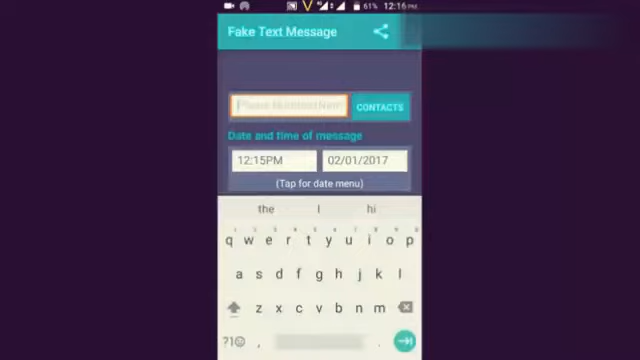 61% 12:16 PM
Fake Text Message
CONTACTS
Date and time of message
12:15PM 02/01/2017
(Tap for date menu)
the I hi
q w e r t y u i o p
a s d f g h j k l
z x c v b n m
?1☺ , .